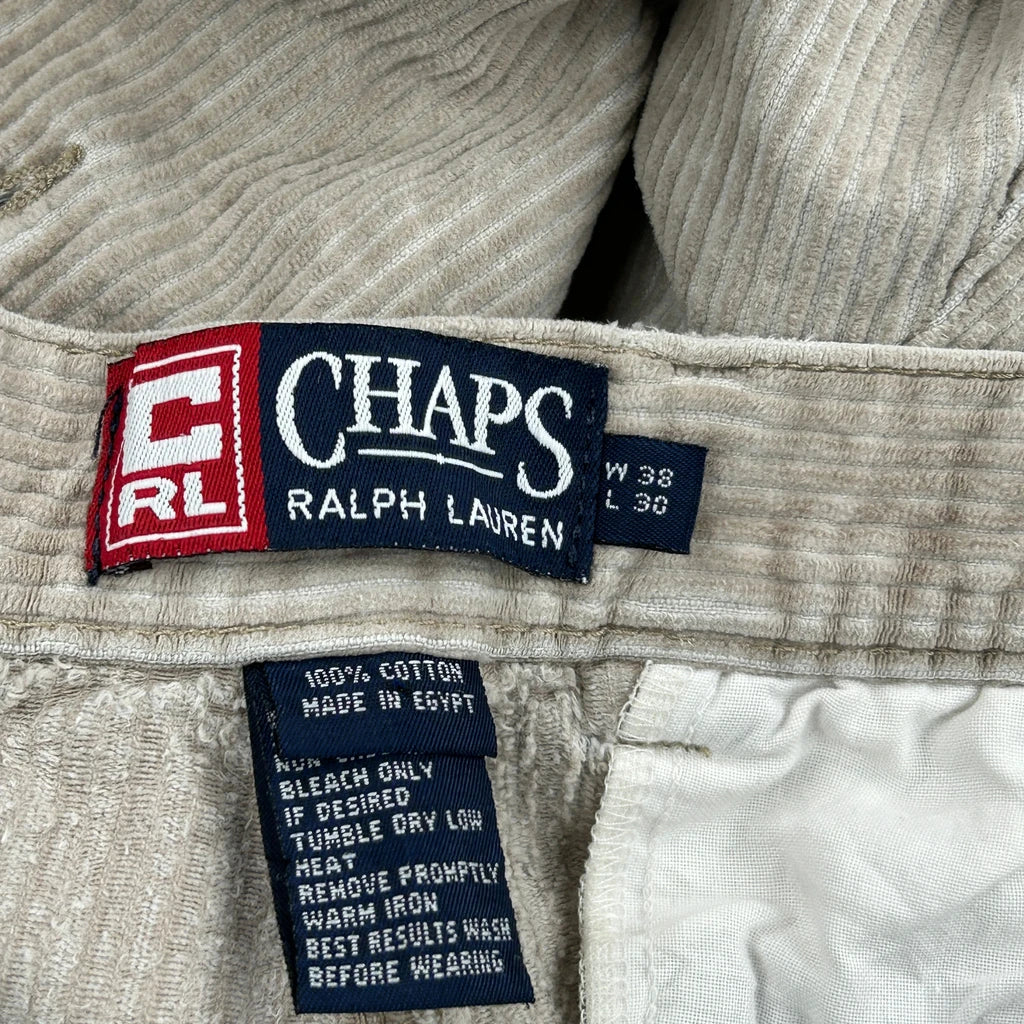 C
RL
CHAPS
RALPH LAUREN
W 38
L 30
100% COTTON
MADE IN EGYPT
BLEACH ONLY
IF DESIRED
TUMBLE DRY LOW
HEAT
REMOVE PROMPTLY
WARM IRON
BEST RESULTS WASH
BEFORE WEARING